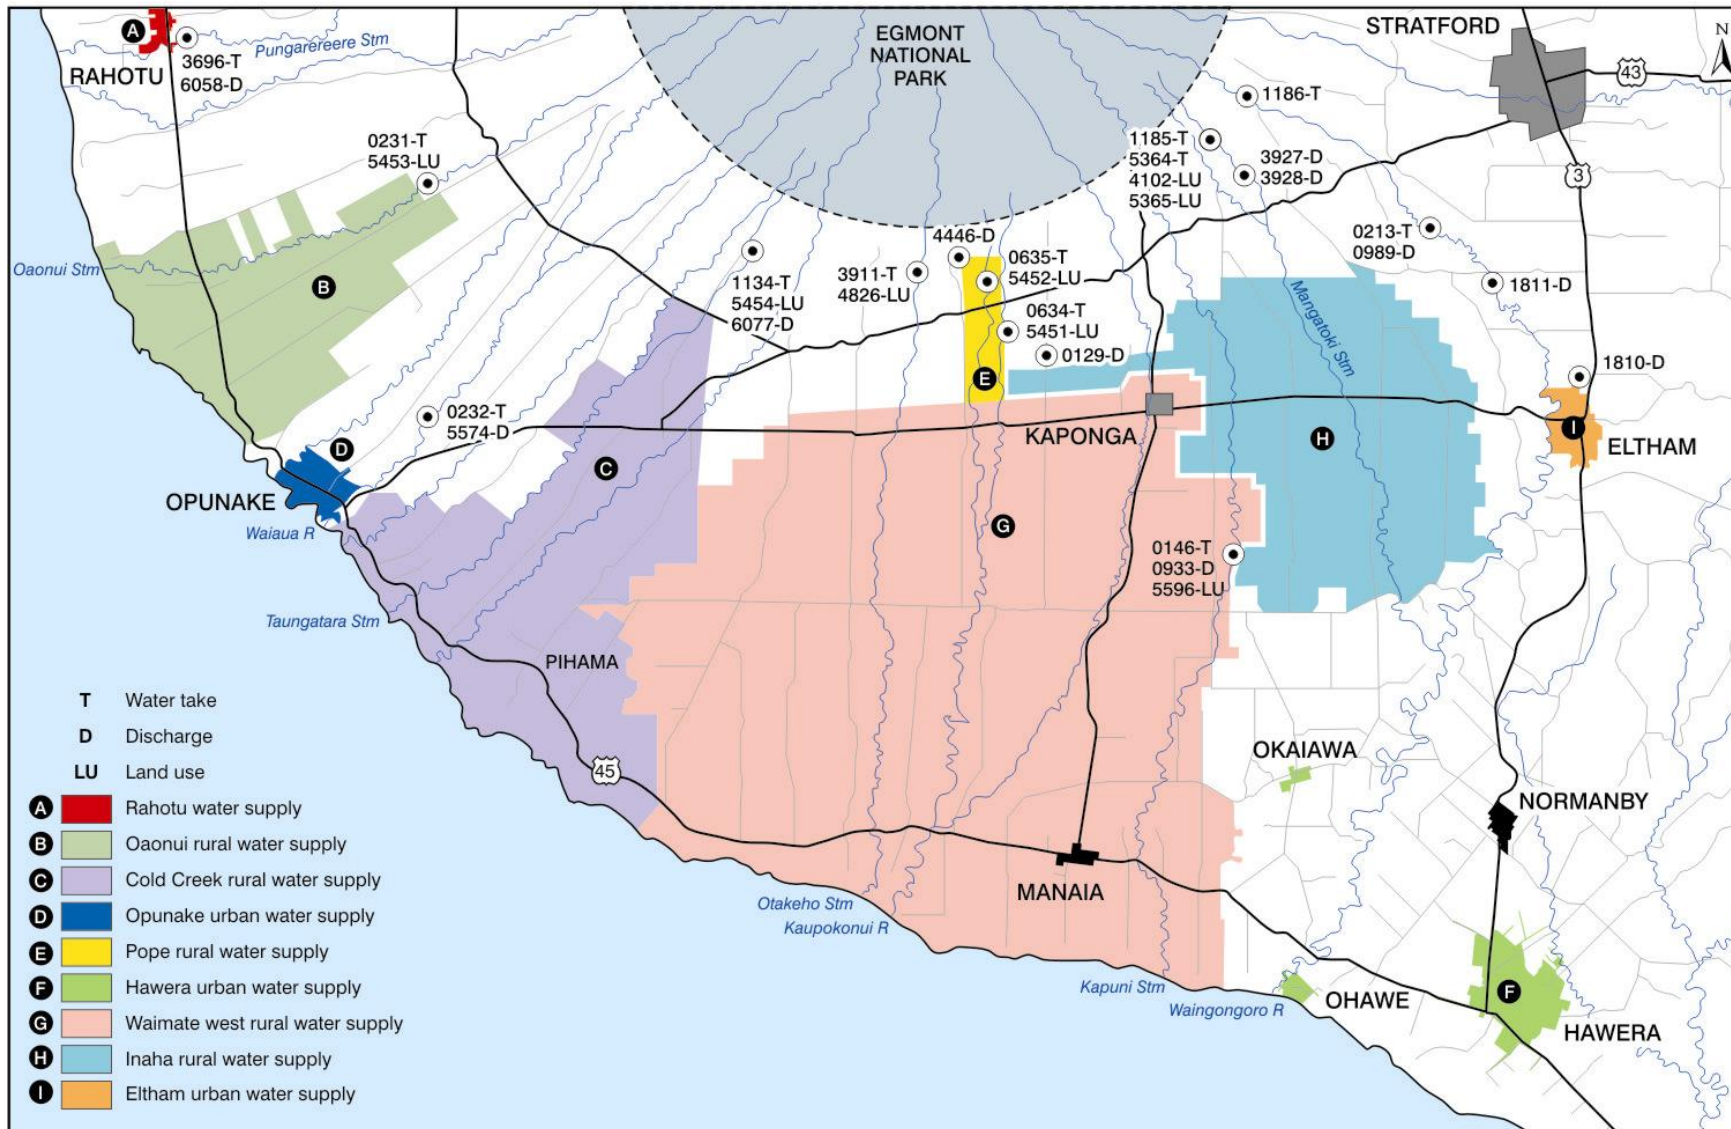 A
RAHOTU
3696-T
6058-D
Pungarereere Stm
EGMONT
NATIONAL
PARK
STRATFORD
N
43
3
1186-T
0231-T
5453-LU
1185-T
5364-T
4102-LU
5365-LU
3927-D
3928-D
0213-T
0989-D
1811-D
1810-D
Oaonui Stm
B
1134-T
5454-LU
6077-D
3911-T
4826-LU
4446-D
0635-T
5452-LU
0634-T
5451-LU
0129-D
Mangatoki Stm
E
0232-T
5574-D
D
C
KAPONGA
H
I
ELTHAM
OPUNAKE
Waiaua R
G
0146-T
0933-D
5596-LU
Taungatara Stm
PIHAMA
45
OKAIAWA
NORMANBY
MANAIA
Otakeho Stm
Kaupokonui R
Kapuni Stm
Waingongoro R
OHAWE
F
HAWERA
T Water take
D Discharge
LU Land use
A Rahotu water supply
B Oaonui rural water supply
C Cold Creek rural water supply
D Opunake urban water supply
E Pope rural water supply
F Hawera urban water supply
G Waimate west rural water supply
H Inaha rural water supply
I Eltham urban water supply